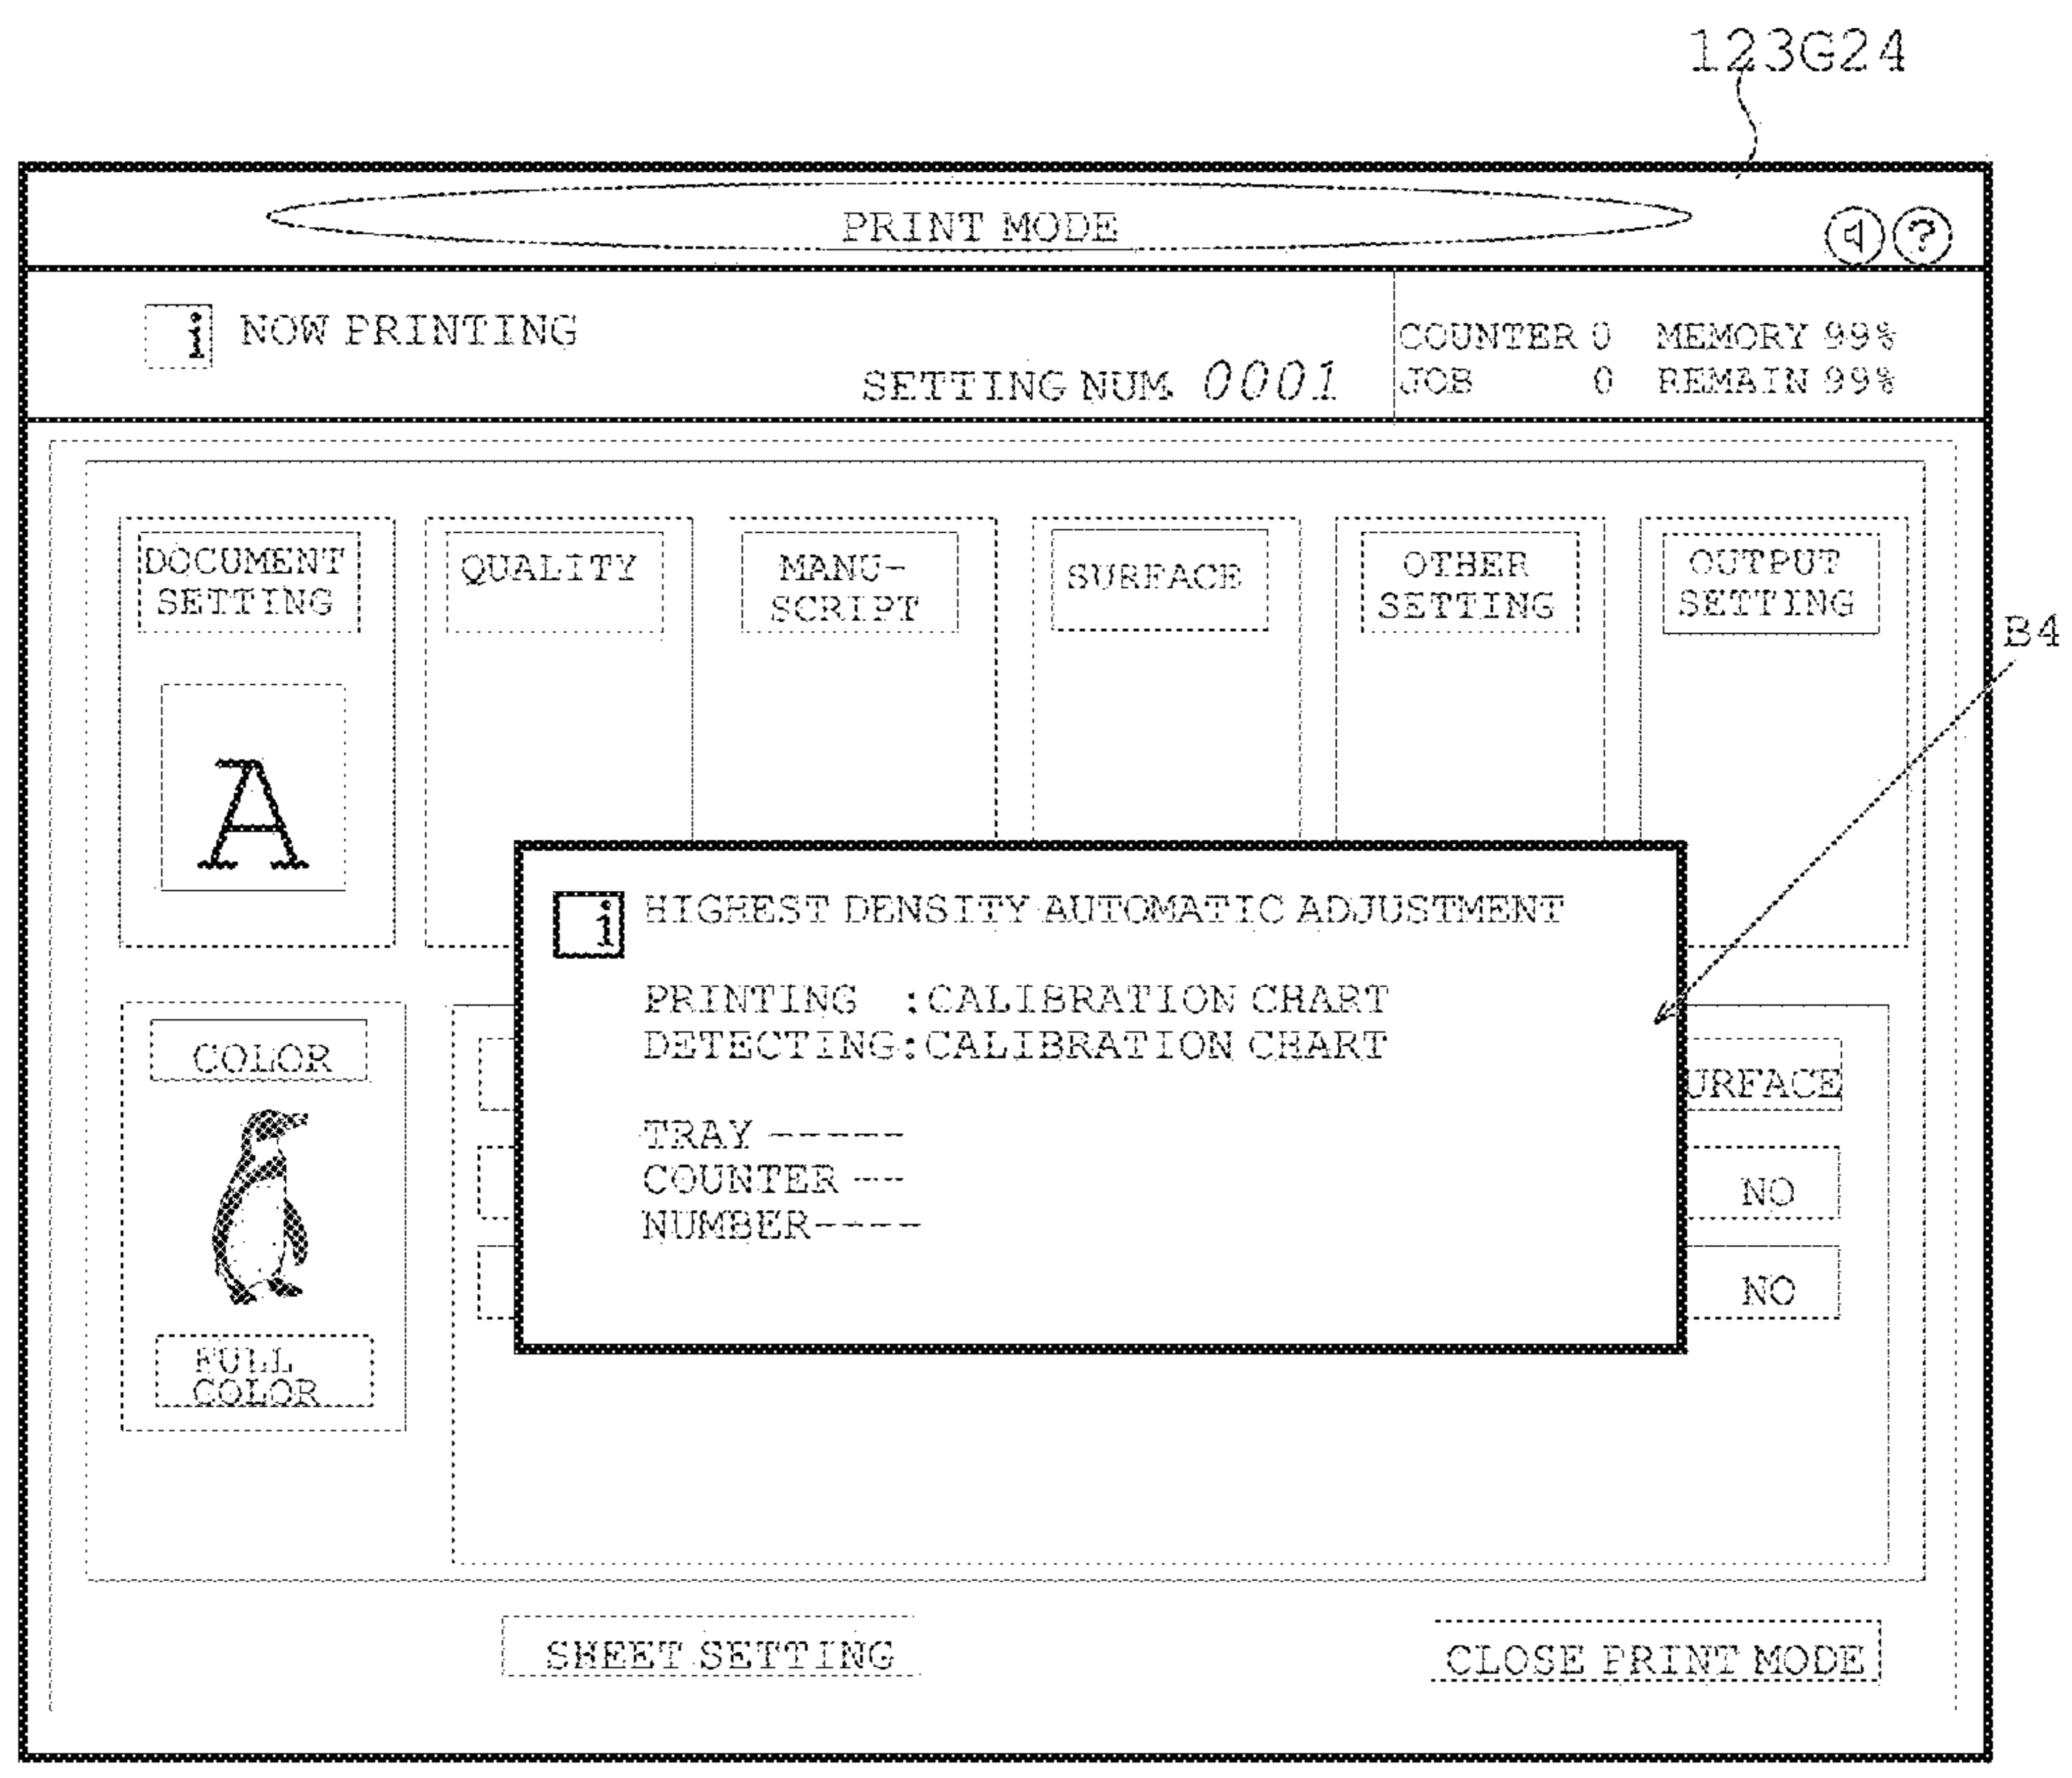 123G24
PRINT MODE
?
i NOW PRINTING
SETTING NUM. 0001
COUNTER 0 MEMORY 99%
JOB 0 REMAIN 99%
DOCUMENT
SETTING
QUALITY
MANU-
SCRIPT
SURFACE
OTHER
SETTING
OUTPUT
SETTING
B4
A
i HIGHEST DENSITY AUTOMATIC ADJUSTMENT
PRINTING :CALIBRATION CHART
DETECTING:CALIBRATION CHART
TRAY -----
COUNTER --
NUMBER----
COLOR
FULL
COLOR
URFACE
NO
NO
SHEET SETTING
CLOSE PRINT MODE